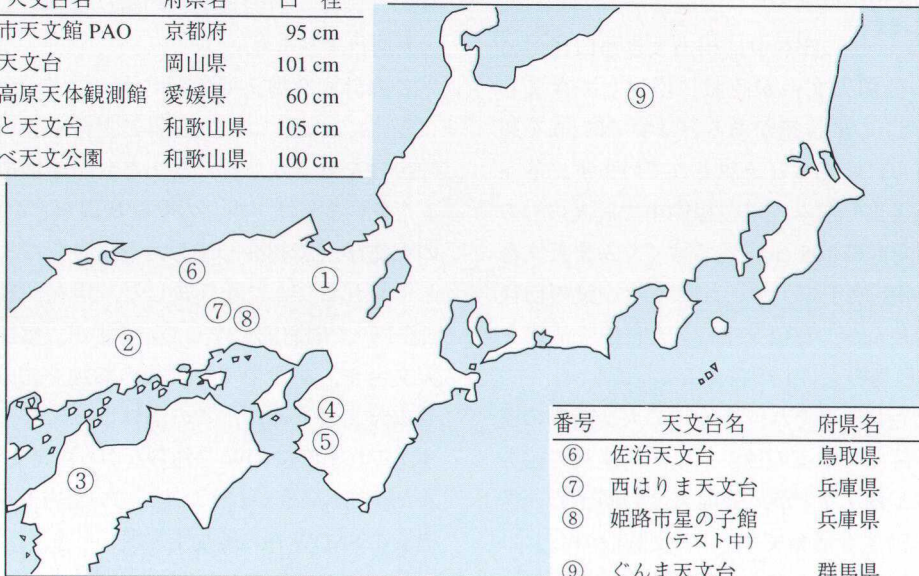 天文台名 府県名 口 径
市天文館 PAO 京都府 95 cm
天文台 岡山県 101 cm
高原天体観測館 愛媛県 60 cm
と天文台 和歌山県 105 cm
べ天文公園 和歌山県 100 cm
⑨
⑥
①
⑦ ⑧
②
④
⑤
③
番号 天文台名 府県名
⑥ 佐治天文台 鳥取県
⑦ 西はりま天文台 兵庫県
⑧ 姫路市星の子館 兵庫県
(テスト中)
⑨ ぐんま天文台 群馬県